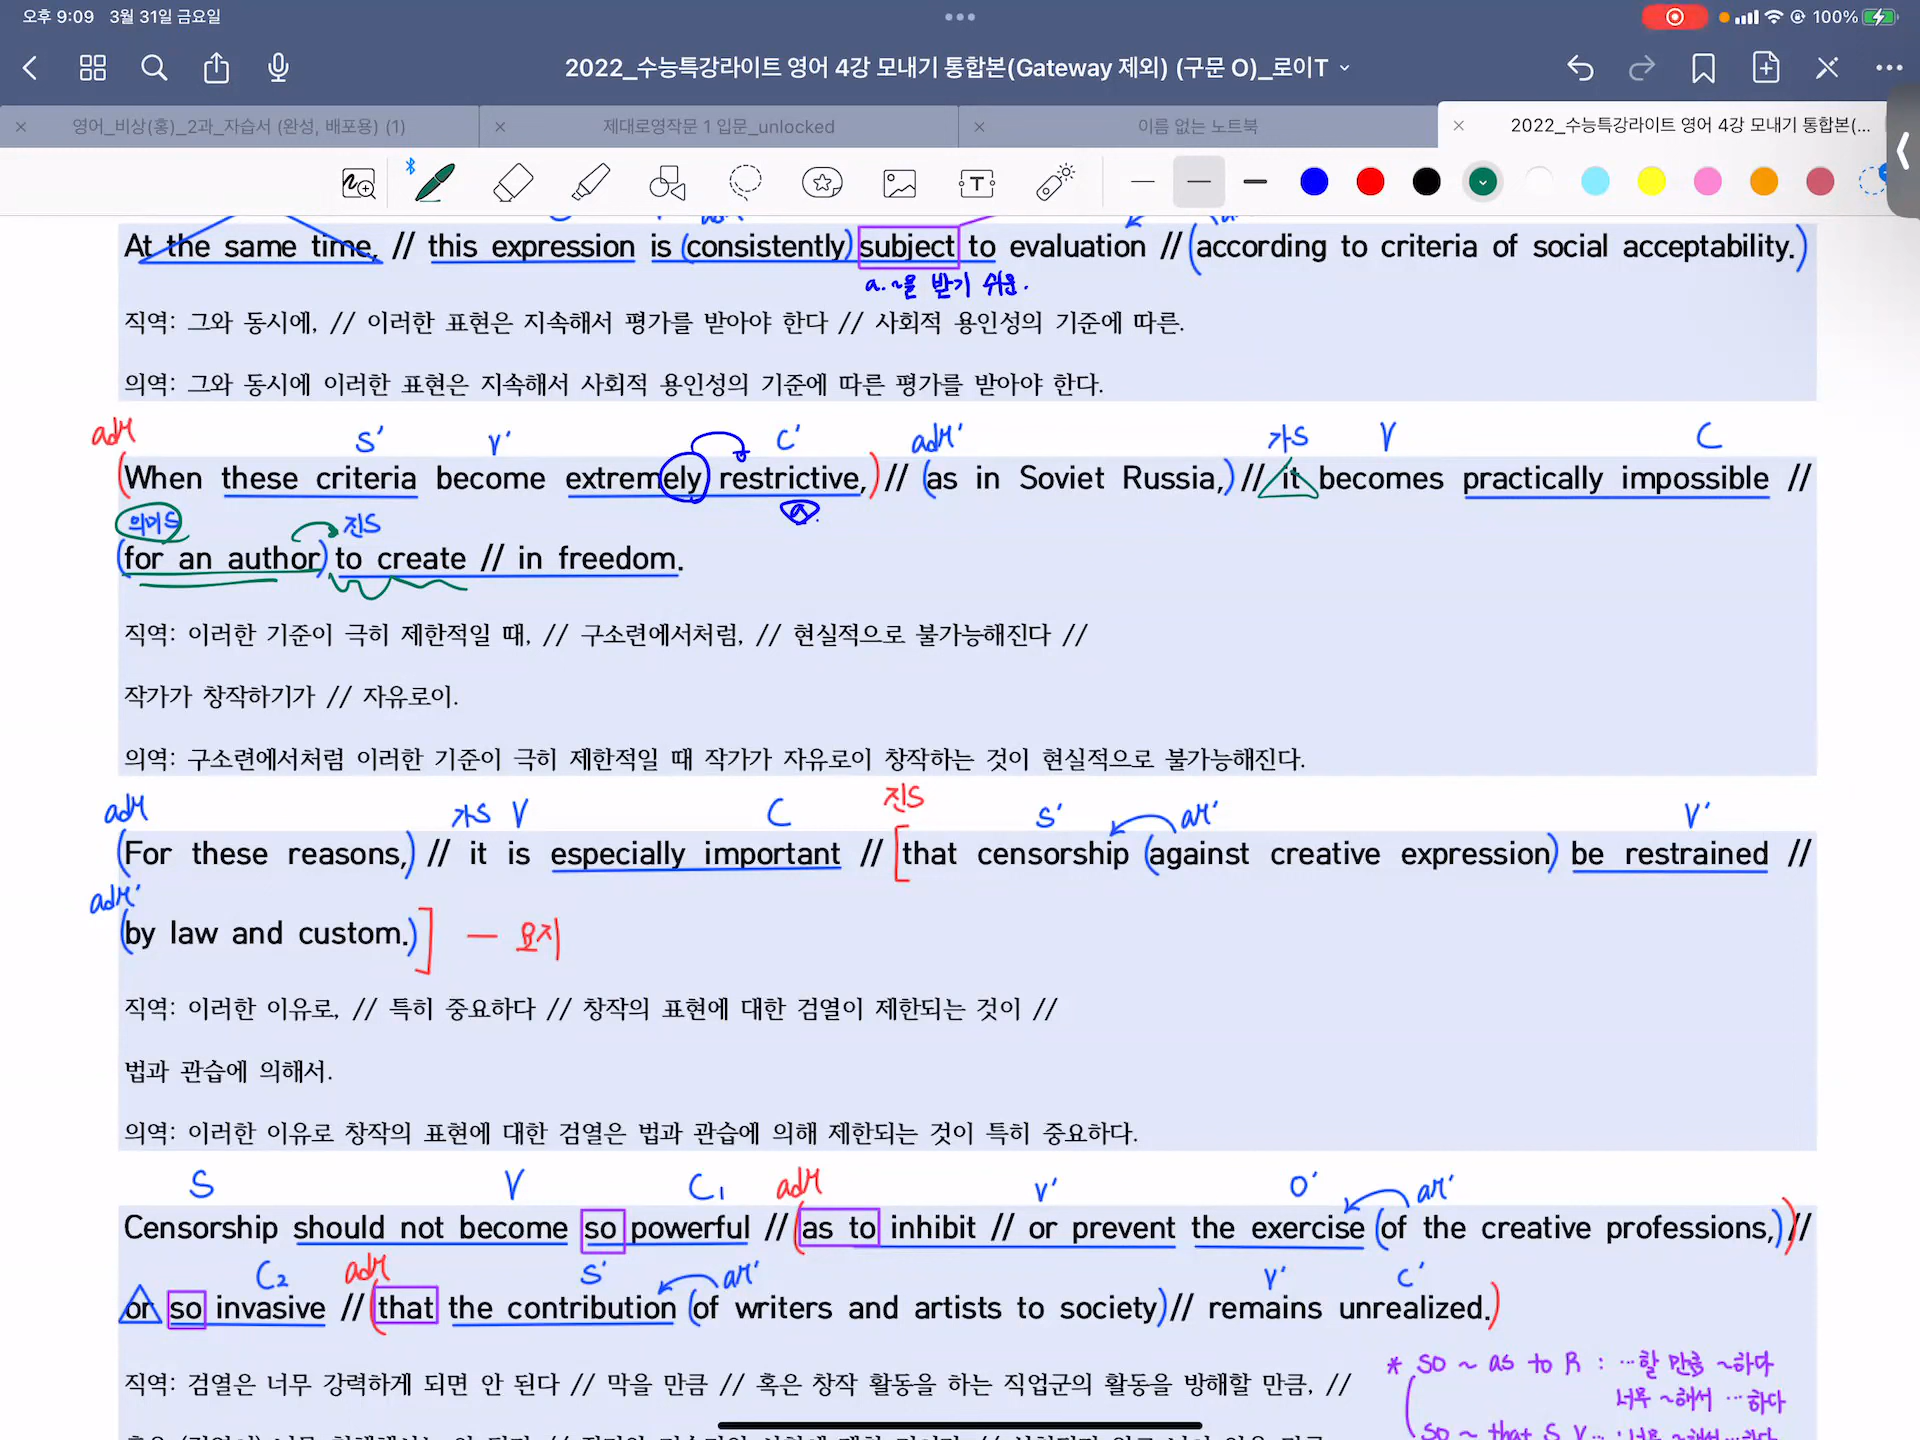 오후 9:09 3월 31일 금요일
100%
2022_수능특강라이트 영어 4강 모내기 통합본(Gateway 제외) (구문 O)_로이T
영어_비상(홍)_2과_자습서 (완성, 배포용) (1)
제대로영작문 1 입문_unlocked
이름 없는 노트북
2022_수능특강라이트 영어 4강 모내기 통합본(...
At the same time, // this expression is (consistently) subject to evaluation // (according to criteria of social acceptability.)
a. ~을 받기 쉬운.
직역: 그와 동시에, // 이러한 표현은 지속해서 평가를 받아야 한다 // 사회적 용인성의 기준에 따른.
의역: 그와 동시에 이러한 표현은 지속해서 사회적 용인성의 기준에 따른 평가를 받아야 한다.
S' V' C' 가S V C
(When these criteria become extremely restrictive,) // (as in Soviet Russia,) // it becomes practically impossible //
a.
의미S 진S
(for an author) to create // in freedom.
직역: 이러한 기준이 극히 제한적일 때, // 구소련에서처럼, // 현실적으로 불가능해진다 //
작가가 창작하기가 // 자유로이.
의역: 구소련에서처럼 이러한 기준이 극히 제한적일 때 작가가 자유로이 창작하는 것이 현실적으로 불가능해진다.
가S V C 진S S' V'
(For these reasons,) // it is especially important // [that censorship (against creative expression) be restrained //
(by law and custom.)] — 요지
직역: 이러한 이유로, // 특히 중요하다 // 창작의 표현에 대한 검열이 제한되는 것이 //
법과 관습에 의해서.
의역: 이러한 이유로 창작의 표현에 대한 검열은 법과 관습에 의해 제한되는 것이 특히 중요하다.
S V C₁ V' O'
Censorship should not become so powerful // (as to inhibit // or prevent the exercise (of the creative professions,)) //
C₂ S' V' C'
or so invasive // (that the contribution (of writers and artists to society) // remains unrealized.)
* so ~ as to R : …할 만큼 ~하다
직역: 검열은 너무 강력하게 되면 안 된다 // 막을 만큼 // 혹은 창작 활동을 하는 직업군의 활동을 방해할 만큼, //
너무 ~해서 …하다